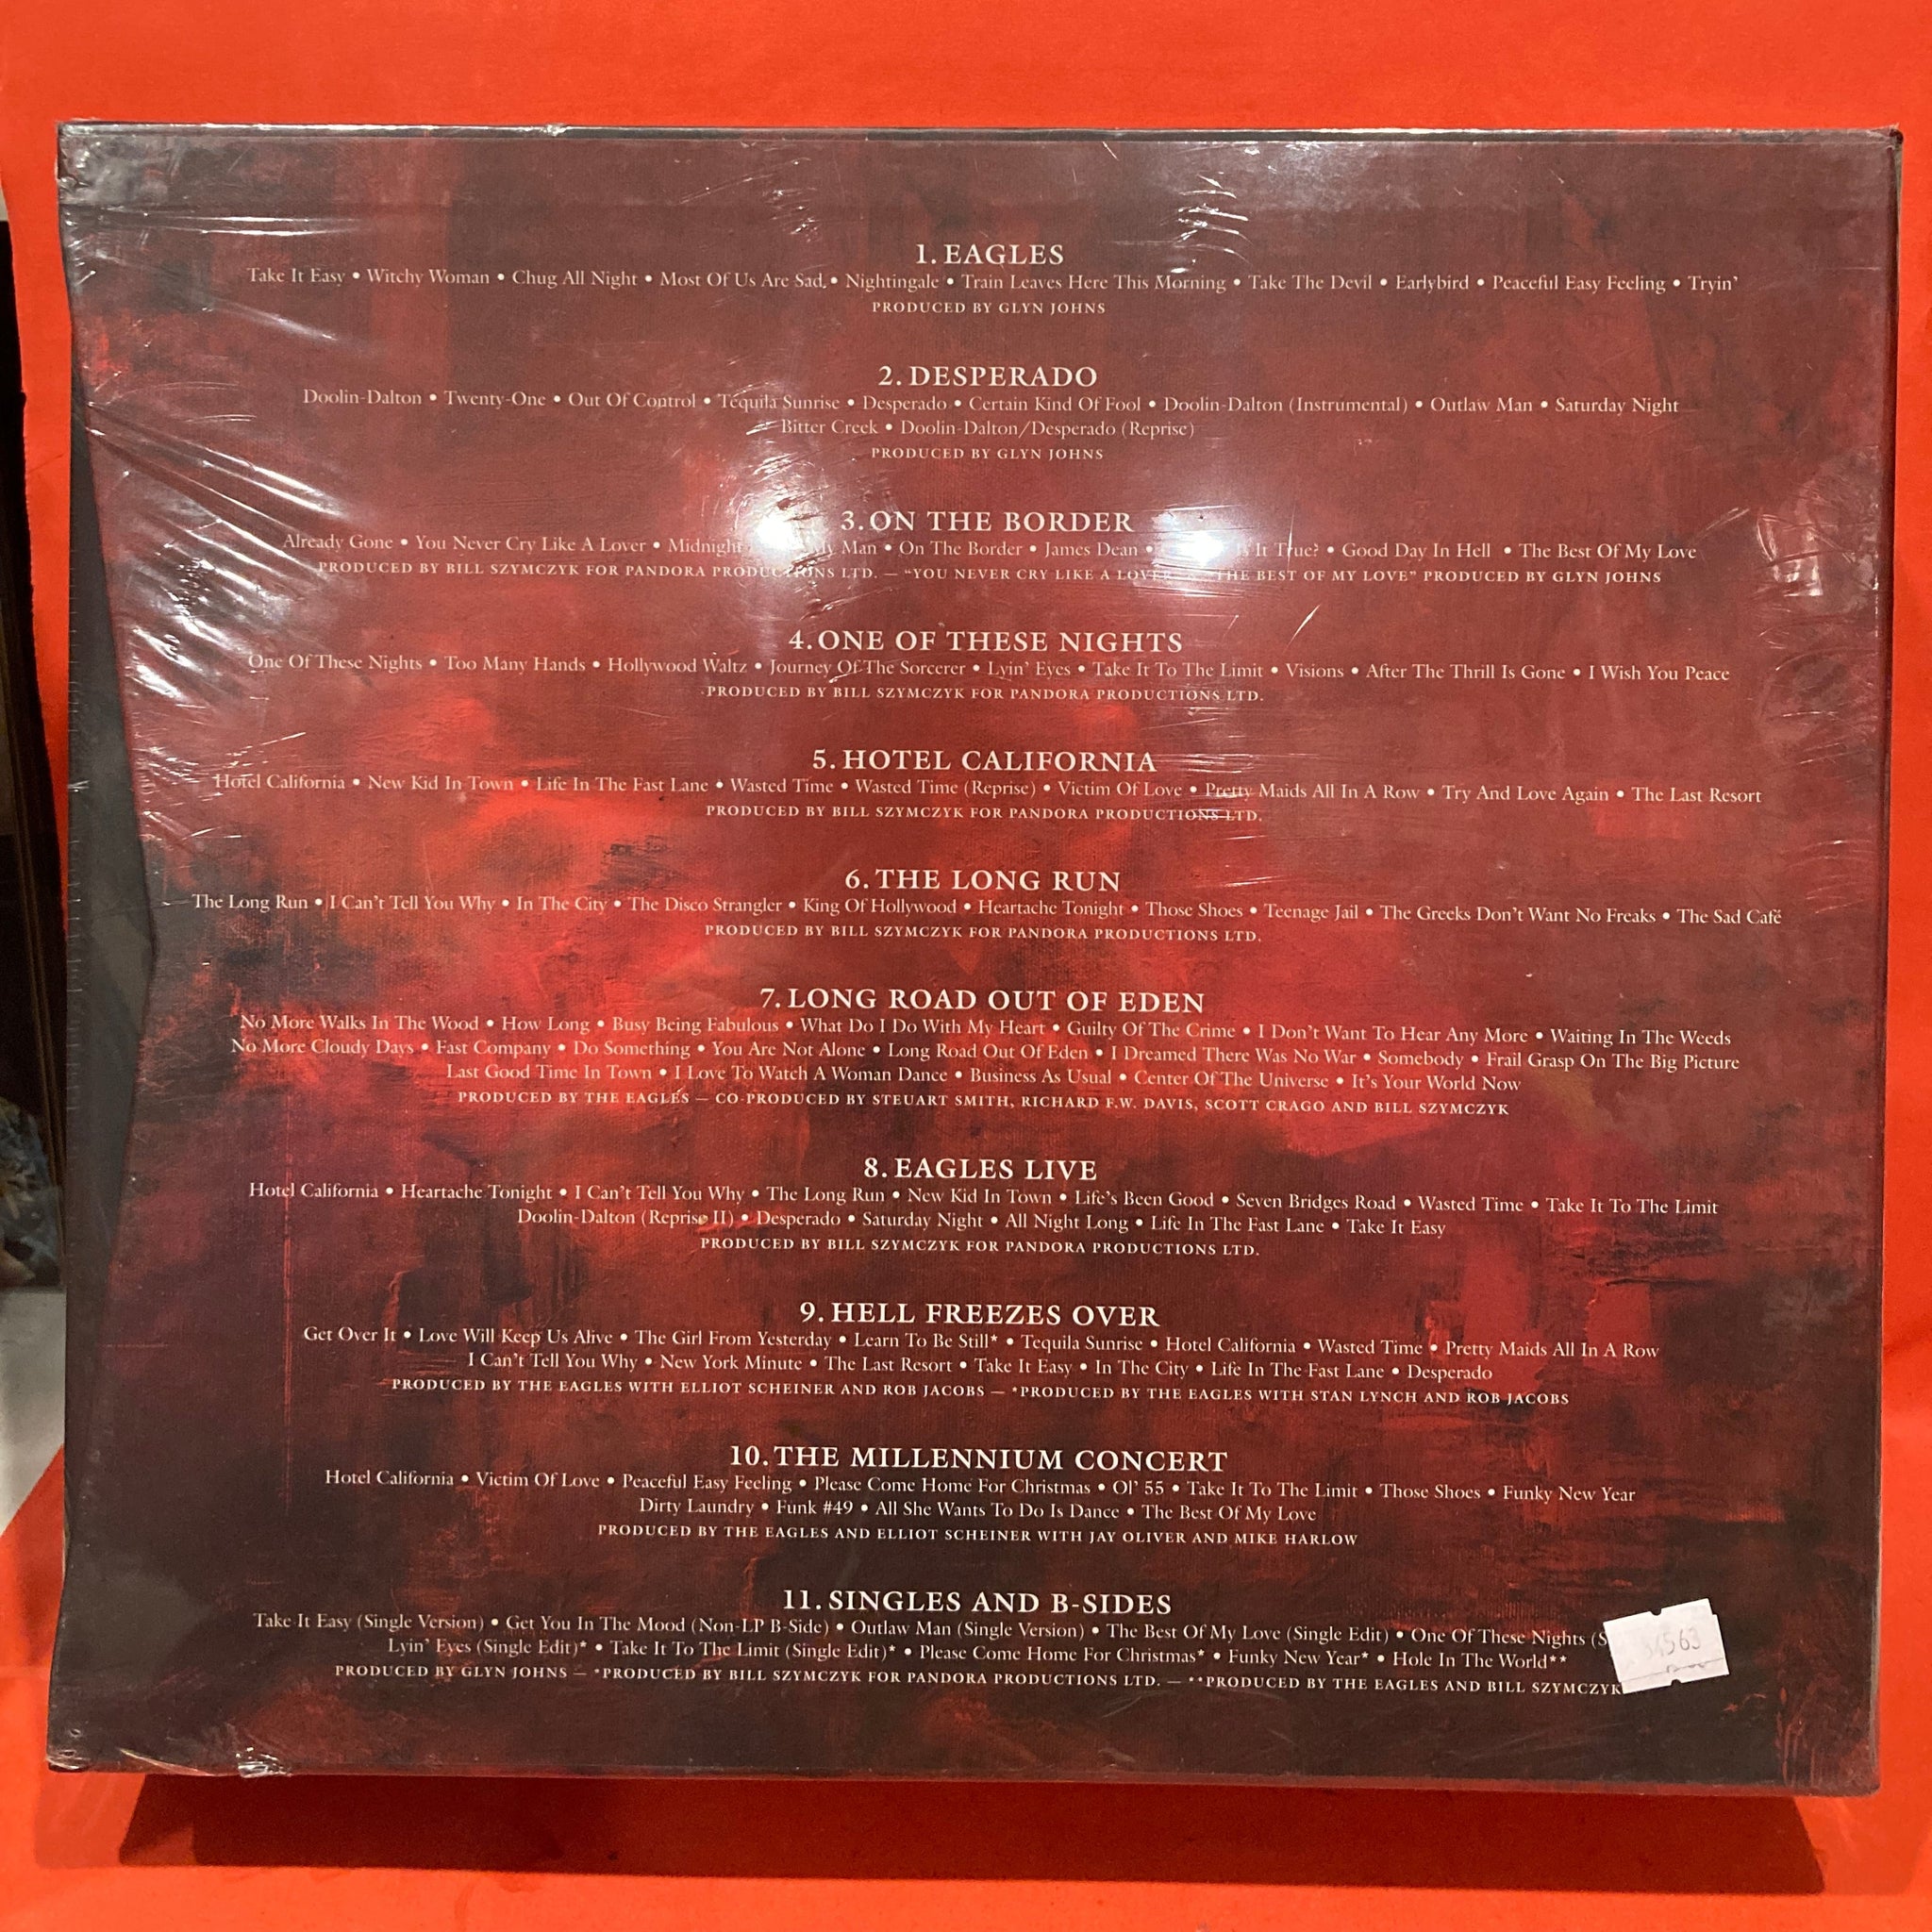 1. EAGLES
Take It Easy • Witchy Woman • Chug All Night • Most Of Us Are Sad • Nightingale • Train Leaves Here This Morning • Take The Devil • Earlybird • Peaceful Easy Feeling • Tryin'
PRODUCED BY GLYN JOHNS
2. DESPERADO
Doolin-Dalton • Twenty-One • Out Of Control • Tequila Sunrise • Desperado • Certain Kind Of Fool • Doolin-Dalton (Instrumental) • Outlaw Man • Saturday Night
Bitter Creek • Doolin-Dalton/Desperado (Reprise)
PRODUCED BY GLYN JOHNS
3. ON THE BORDER
Already Gone • You Never Cry Like A Lover • Midnight Man • On The Border • James Dean • Is It True? • Good Day In Hell • The Best Of My Love
PRODUCED BY BILL SZYMCZYK FOR PANDORA PRODUCTIONS LTD. — "YOU NEVER CRY LIKE A LOVER" "THE BEST OF MY LOVE" PRODUCED BY GLYN JOHNS
4. ONE OF THESE NIGHTS
One Of These Nights • Too Many Hands • Hollywood Waltz • Journey Of The Sorcerer • Lyin' Eyes • Take It To The Limit • Visions • After The Thrill Is Gone • I Wish You Peace
PRODUCED BY BILL SZYMCZYK FOR PANDORA PRODUCTIONS LTD.
5. HOTEL CALIFORNIA
Hotel California • New Kid In Town • Life In The Fast Lane • Wasted Time • Wasted Time (Reprise) • Victim Of Love • Pretty Maids All In A Row • Try And Love Again • The Last Resort
PRODUCED BY BILL SZYMCZYK FOR PANDORA PRODUCTIONS LTD.
6. THE LONG RUN
The Long Run • I Can't Tell You Why • In The City • The Disco Strangler • King Of Hollywood • Heartache Tonight • Those Shoes • Teenage Jail • The Greeks Don't Want No Freaks • The Sad Café
PRODUCED BY BILL SZYMCZYK FOR PANDORA PRODUCTIONS LTD.
7. LONG ROAD OUT OF EDEN
No More Walks In The Wood • How Long • Busy Being Fabulous • What Do I Do With My Heart • Guilty Of The Crime • I Don't Want To Hear Any More • Waiting In The Weeds
No More Cloudy Days • Fast Company • Do Something • You Are Not Alone • Long Road Out Of Eden • I Dreamed There Was No War • Somebody • Frail Grasp On The Big Picture
Last Good Time In Town • I Love To Watch A Woman Dance • Business As Usual • Center Of The Universe • It's Your World Now
PRODUCED BY THE EAGLES — CO-PRODUCED BY STEUART SMITH, RICHARD F.W. DAVIS, SCOTT CRAGO AND BILL SZYMCZYK
8. EAGLES LIVE
Hotel California • Heartache Tonight • I Can't Tell You Why • The Long Run • New Kid In Town • Life's Been Good • Seven Bridges Road • Wasted Time • Take It To The Limit
Doolin-Dalton (Reprise II) • Desperado • Saturday Night • All Night Long • Life In The Fast Lane • Take It Easy
PRODUCED BY BILL SZYMCZYK FOR PANDORA PRODUCTIONS LTD.
9. HELL FREEZES OVER
Get Over It • Love Will Keep Us Alive • The Girl From Yesterday • Learn To Be Still* • Tequila Sunrise • Hotel California • Wasted Time • Pretty Maids All In A Row
I Can't Tell You Why • New York Minute • The Last Resort • Take It Easy • In The City • Life In The Fast Lane • Desperado
PRODUCED BY THE EAGLES WITH ELLIOT SCHEINER AND ROB JACOBS — *PRODUCED BY THE EAGLES WITH STAN LYNCH AND ROB JACOBS
10. THE MILLENNIUM CONCERT
Hotel California • Victim Of Love • Peaceful Easy Feeling • Please Come Home For Christmas • Ol' 55 • Take It To The Limit • Those Shoes • Funky New Year
Dirty Laundry • Funk #49 • All She Wants To Do Is Dance • The Best Of My Love
PRODUCED BY THE EAGLES AND ELLIOT SCHEINER WITH JAY OLIVER AND MIKE HARLOW
11. SINGLES AND B-SIDES
Take It Easy (Single Version) • Get You In The Mood (Non-LP B-Side) • Outlaw Man (Single Version) • The Best Of My Love (Single Edit) • One Of These Nights (S
Lyin' Eyes (Single Edit)* • Take It To The Limit (Single Edit)* • Please Come Home For Christmas* • Funky New Year* • Hole In The World**
PRODUCED BY GLYN JOHNS — *PRODUCED BY BILL SZYMCZYK FOR PANDORA PRODUCTIONS LTD. — **PRODUCED BY THE EAGLES AND BILL SZYMCZYK